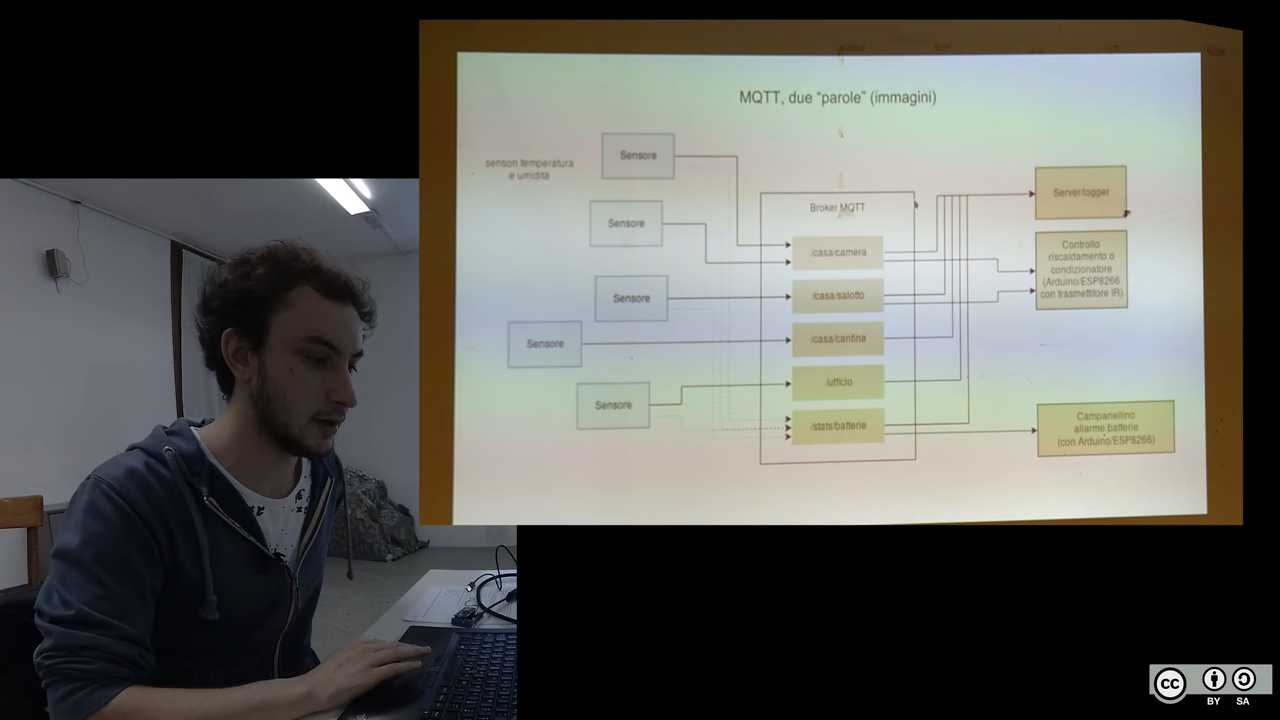 MQTT, due "parole" (immagini)
sensori temperatura
e umidità
Sensore
Sensore
Sensore
Sensore
Sensore
Broker MQTT
/casa/camera
/casa/salotto
/casa/cantina
/ufficio
/stats/batterie
Server/logger
Controllo
riscaldamento o
condizionatore
(Arduino/ESP8266
con trasmettitore IR)
Campanellino
allarme batterie
(con Arduino/ESP8266)
cc
BY SA